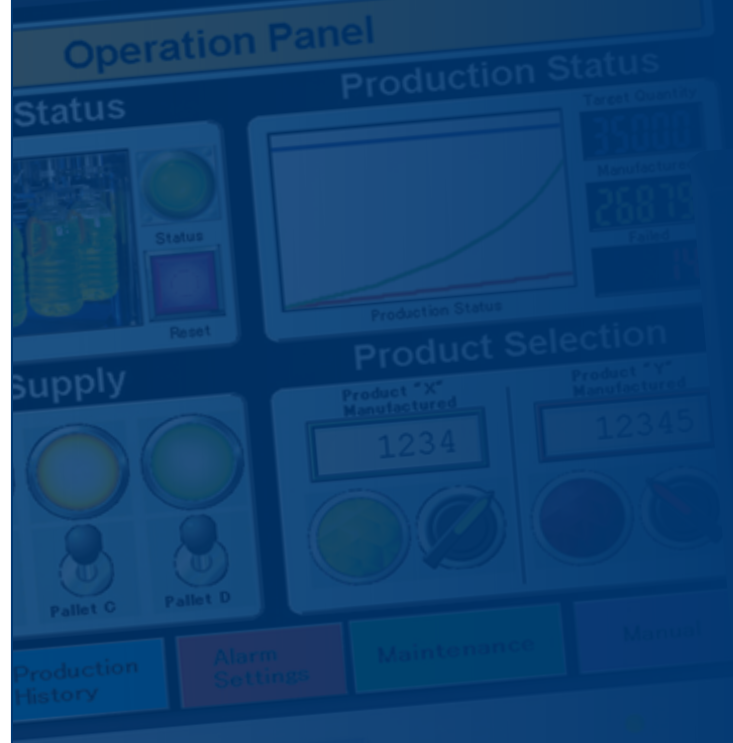 Operation Panel
Status
Production Status
Target Quantity
35000
Manufactured
26879
Failed
Status
Reset
Production Status
Supply
Product Selection
Product "X"
Manufactured
1234
Product "Y"
Manufactured
12345
Pallet C
Pallet D
Production
History
Alarm
Settings
Maintenance
Manual